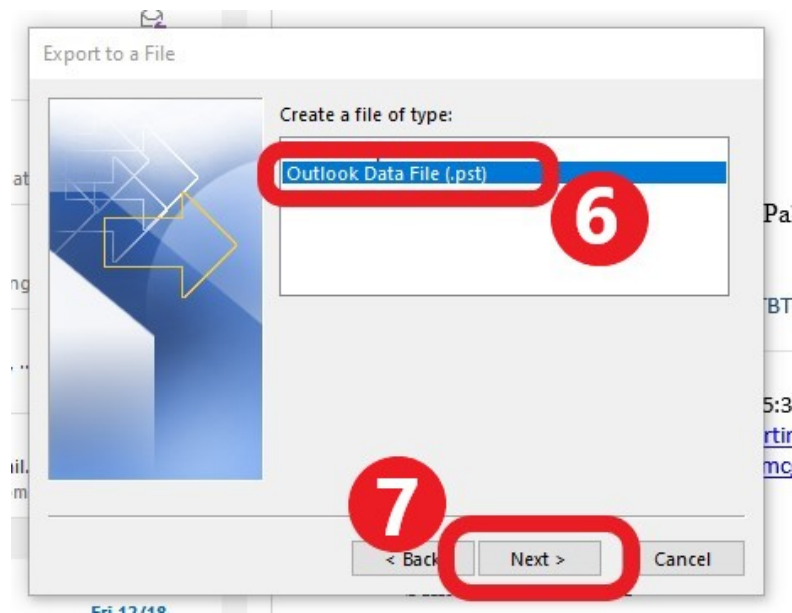 Export to a File
Create a file of type:
Outlook Data File (.pst)
6
7
< Back
Next >
Cancel
Fri 12/18